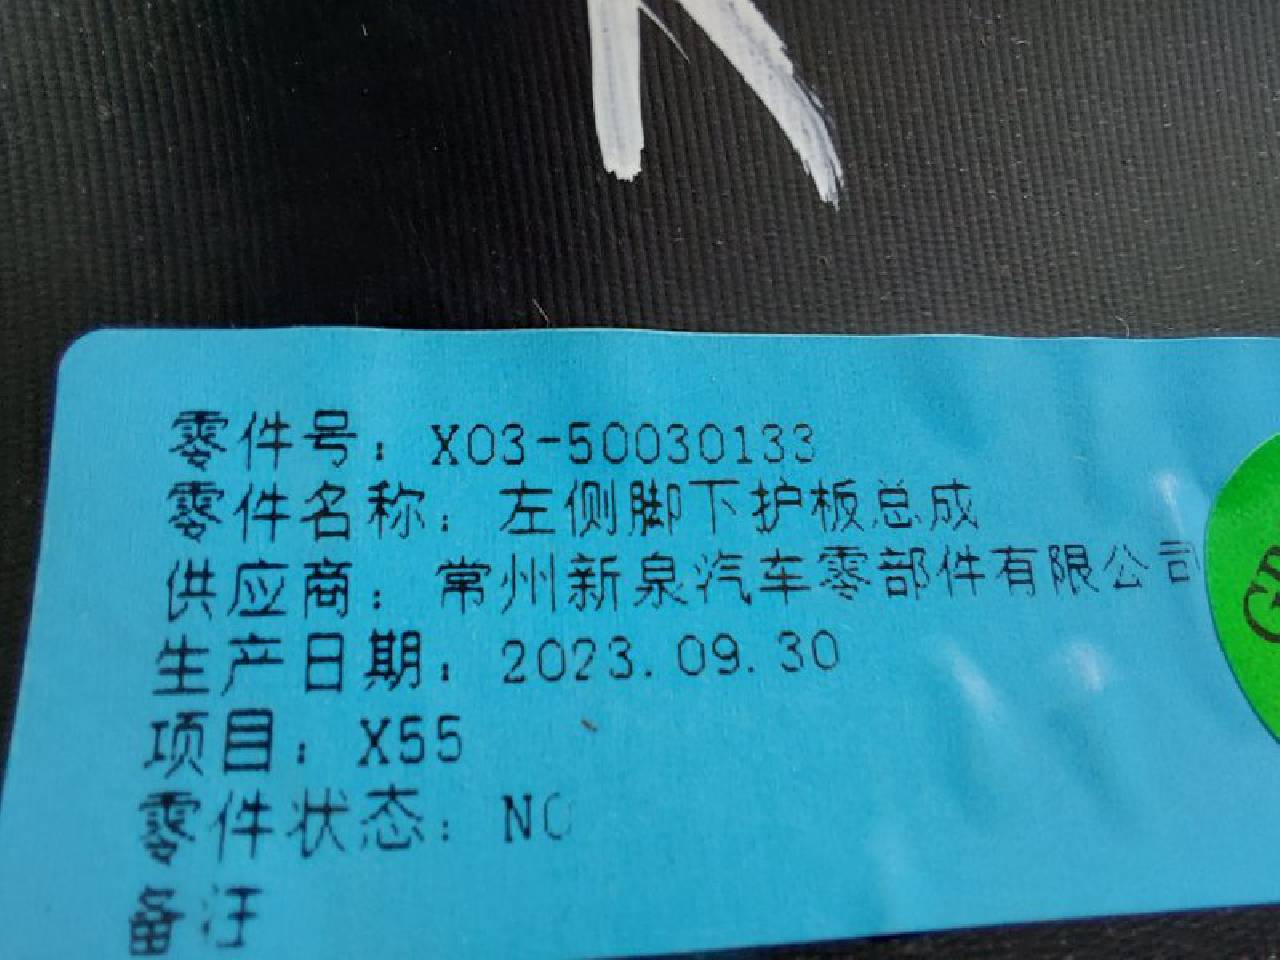 零件号：X03-50030133
零件名称：左侧脚下护板总成
供应商：常州新泉汽车零部件有限公司
生产日期：2023.09.30
项目：X55
零件状态：
备注